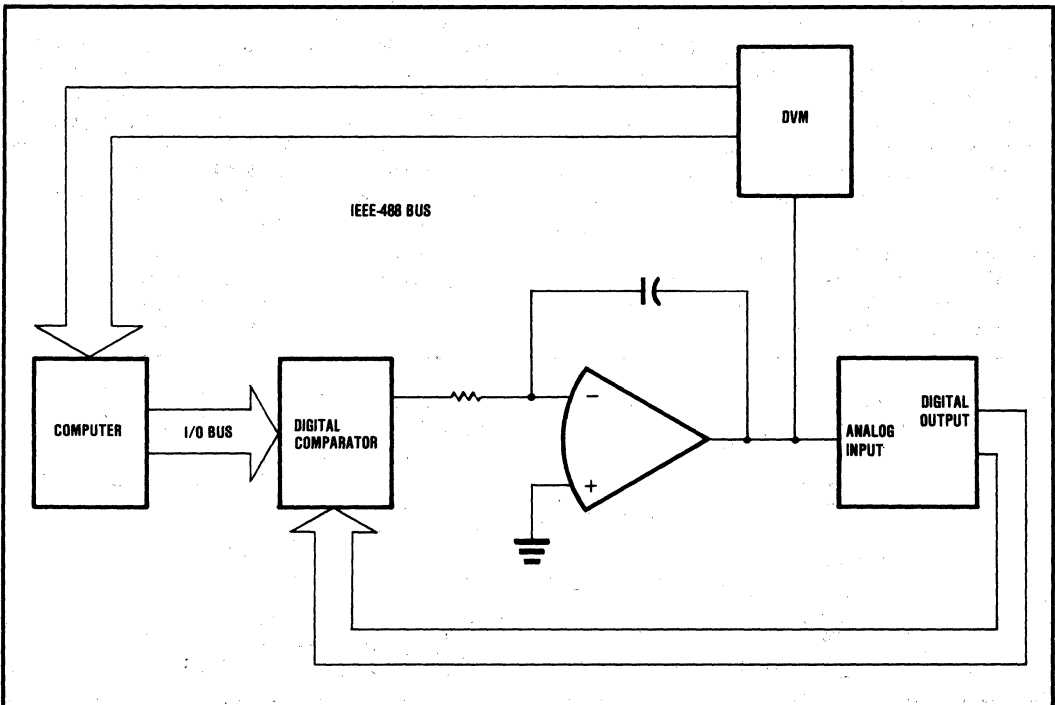 DVM
IEEE-488 BUS
COMPUTER
I/O BUS
DIGITAL
COMPARATOR
−
+
ANALOG
INPUT
DIGITAL
OUTPUT